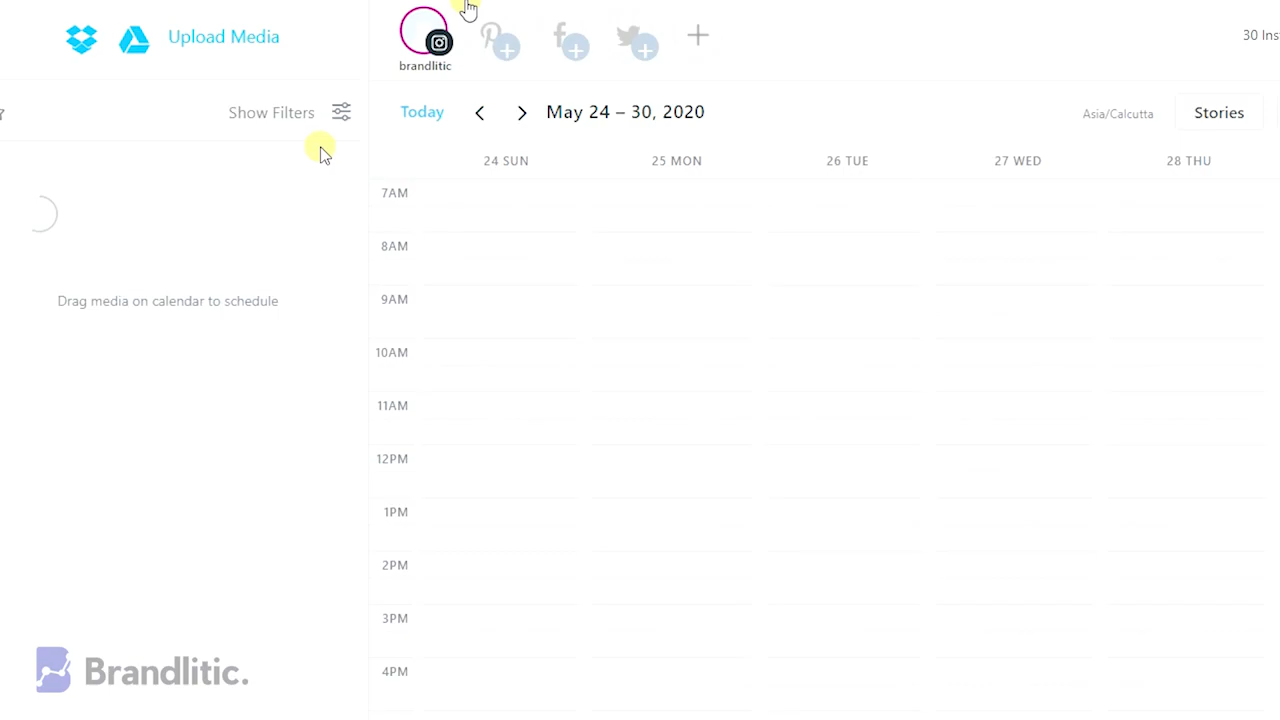 Upload Media
brandlitic
30 Ins
Show Filters
Today
May 24 – 30, 2020
Asia/Calcutta
Stories
24 SUN
25 MON
26 TUE
27 WED
28 THU
7AM
8AM
9AM
10AM
11AM
12PM
1PM
2PM
3PM
4PM
Drag media on calendar to schedule
Brandlitic.